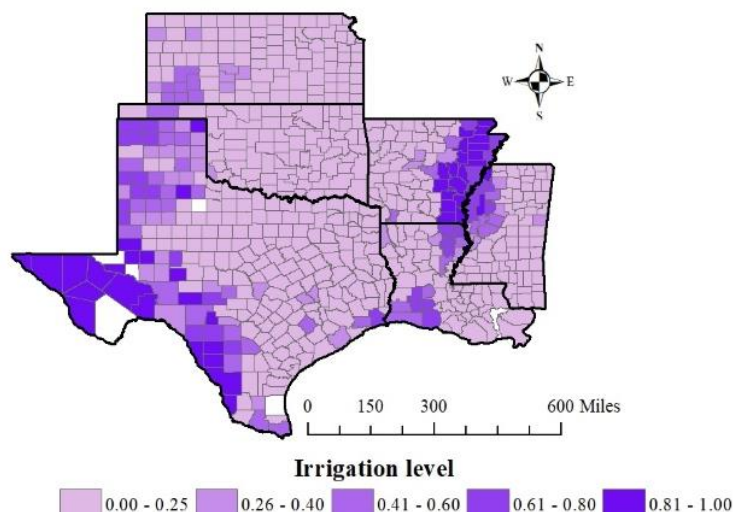 N
W E
S
0 150 300 600 Miles
Irrigation level
0.00 - 0.25 0.26 - 0.40 0.41 - 0.60 0.61 - 0.80 0.81 - 1.00